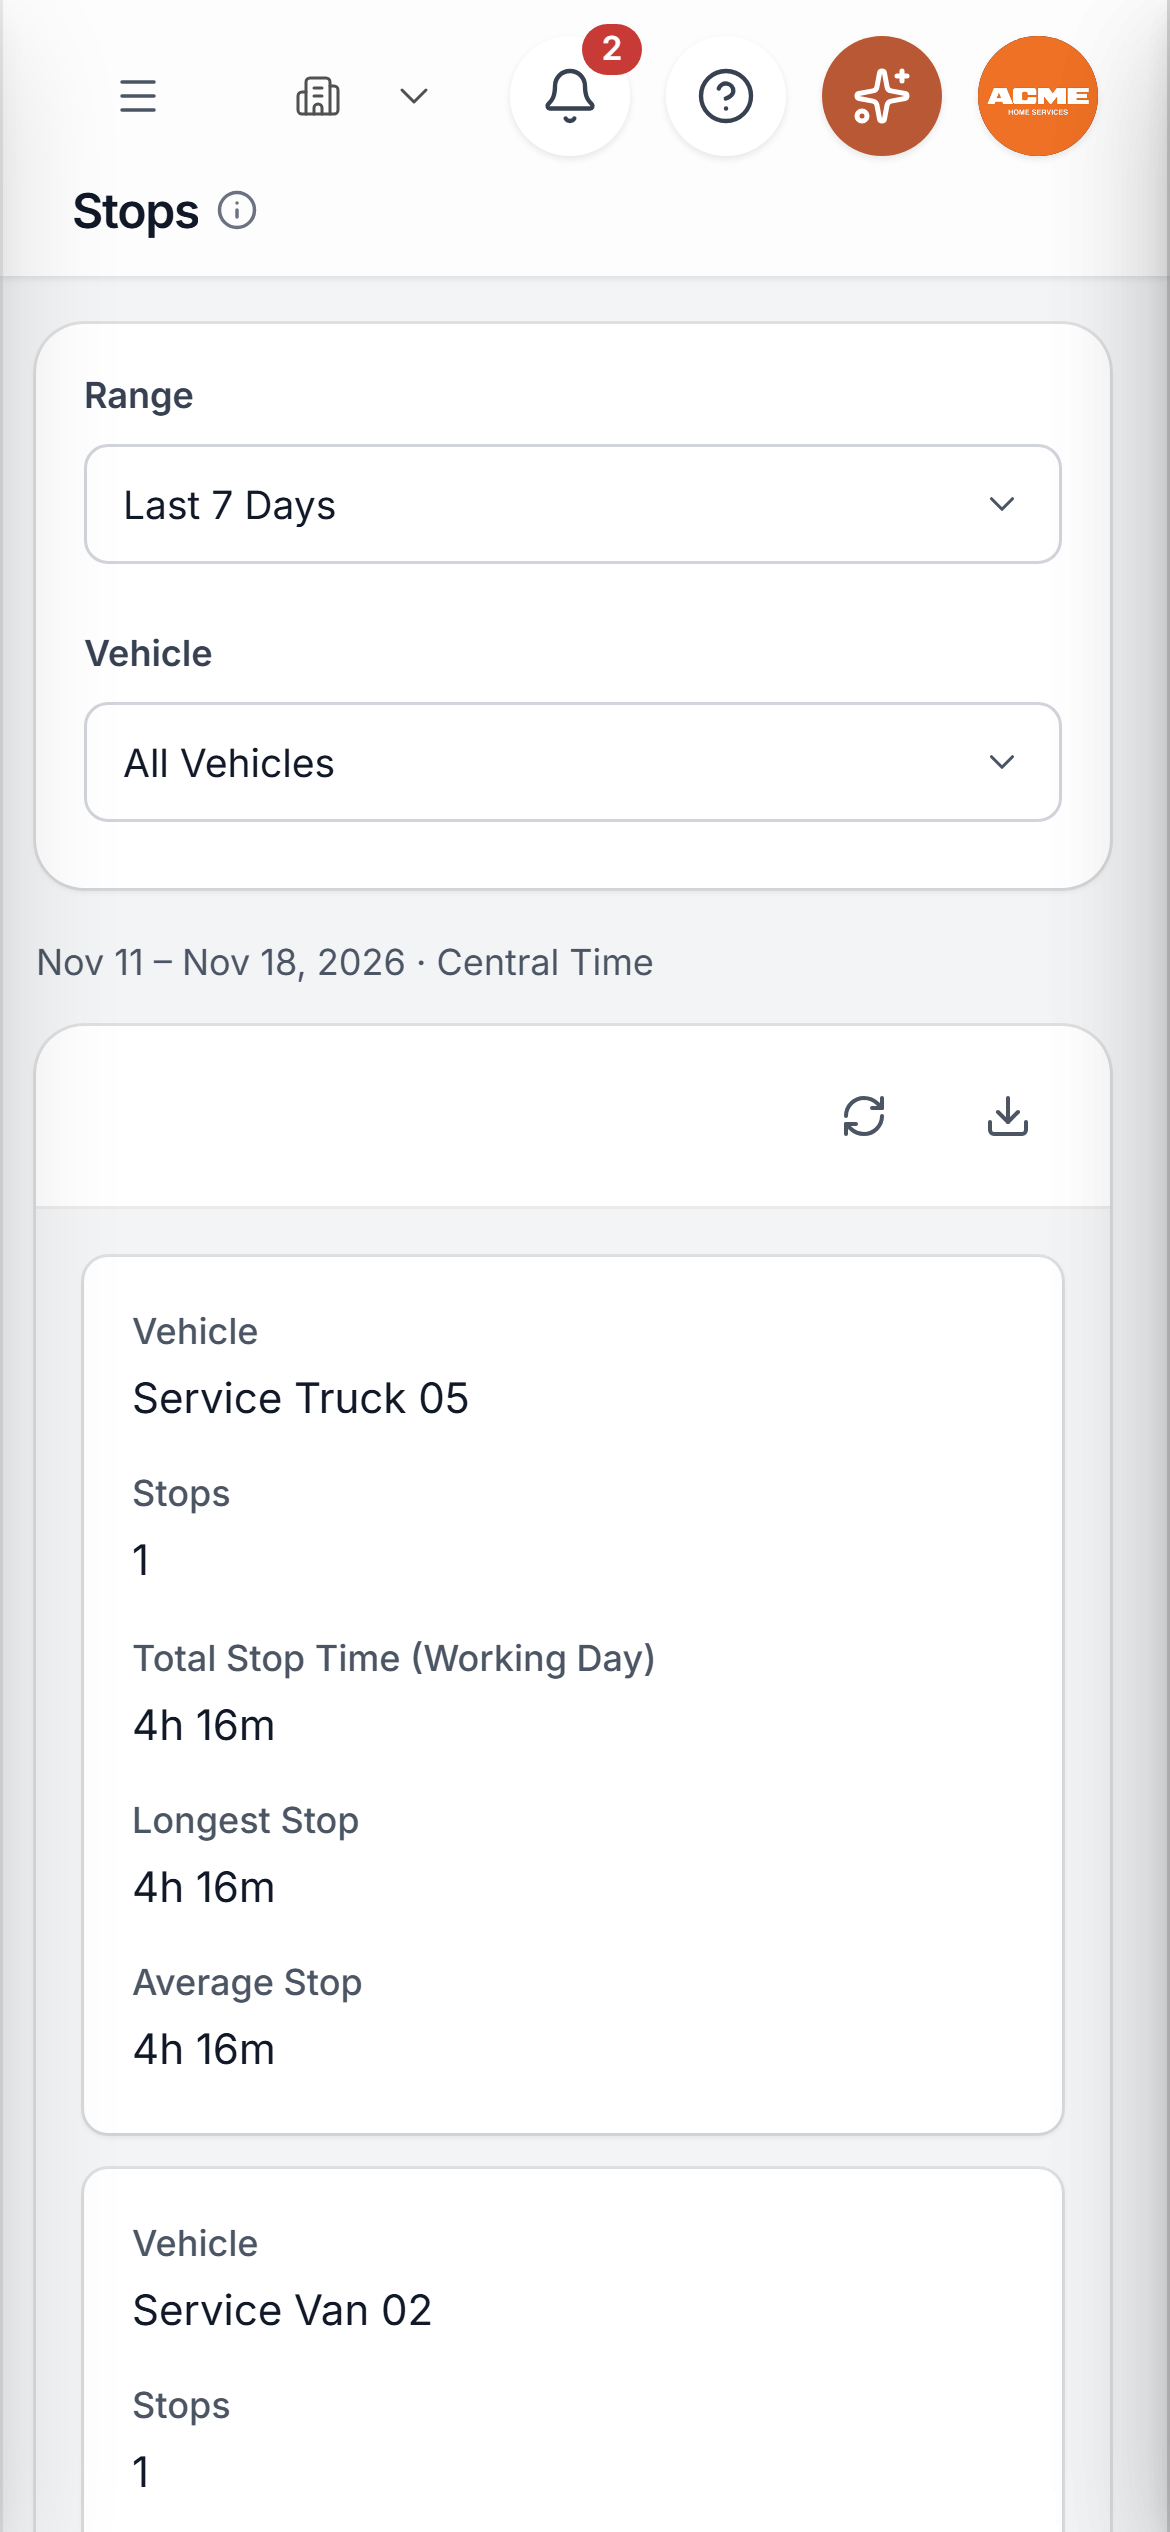 2
ACME
HOME SERVICES
Stops
Range
Last 7 Days
Vehicle
All Vehicles
Nov 11 – Nov 18, 2026 · Central Time
Vehicle
Service Truck 05
Stops
1
Total Stop Time (Working Day)
4h 16m
Longest Stop
4h 16m
Average Stop
4h 16m
Vehicle
Service Van 02
Stops
1